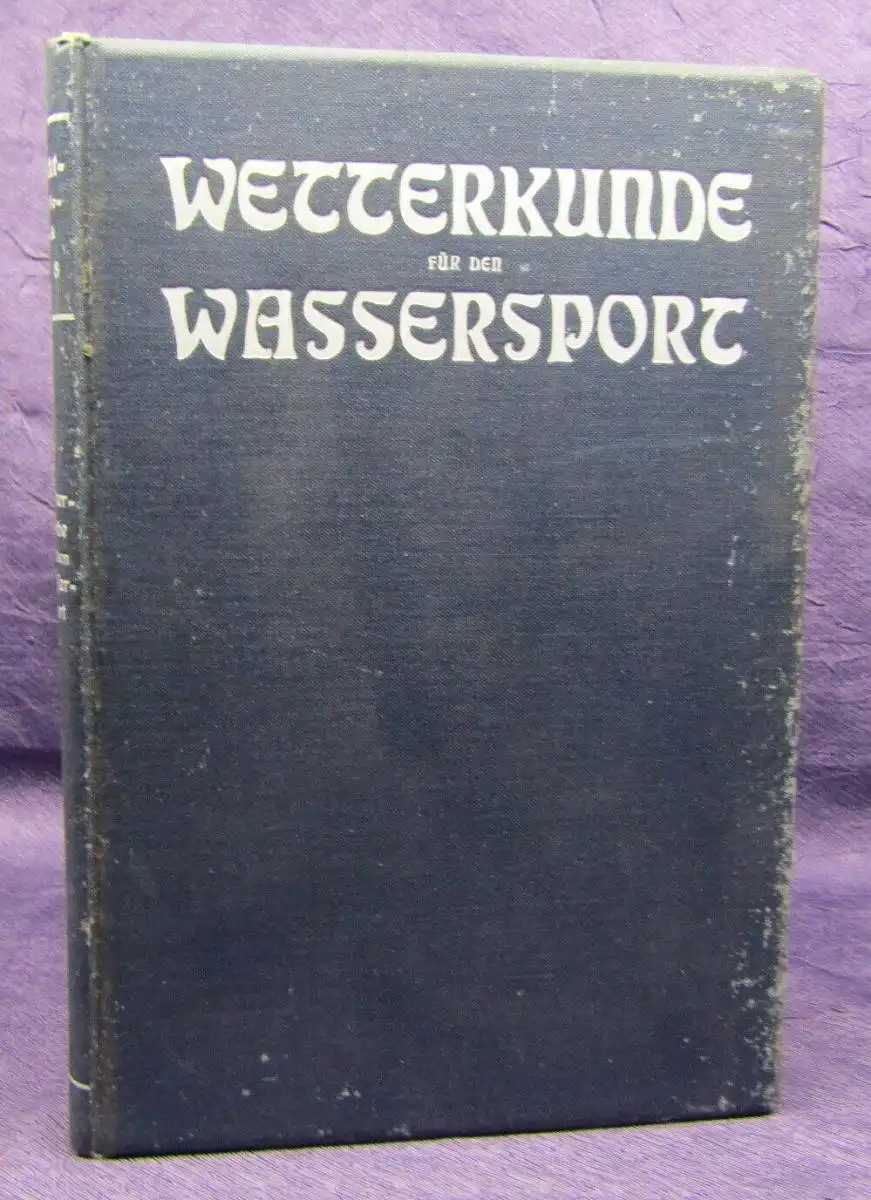 WETTERKUNDE
FÜR DEN
WASSERSPORT